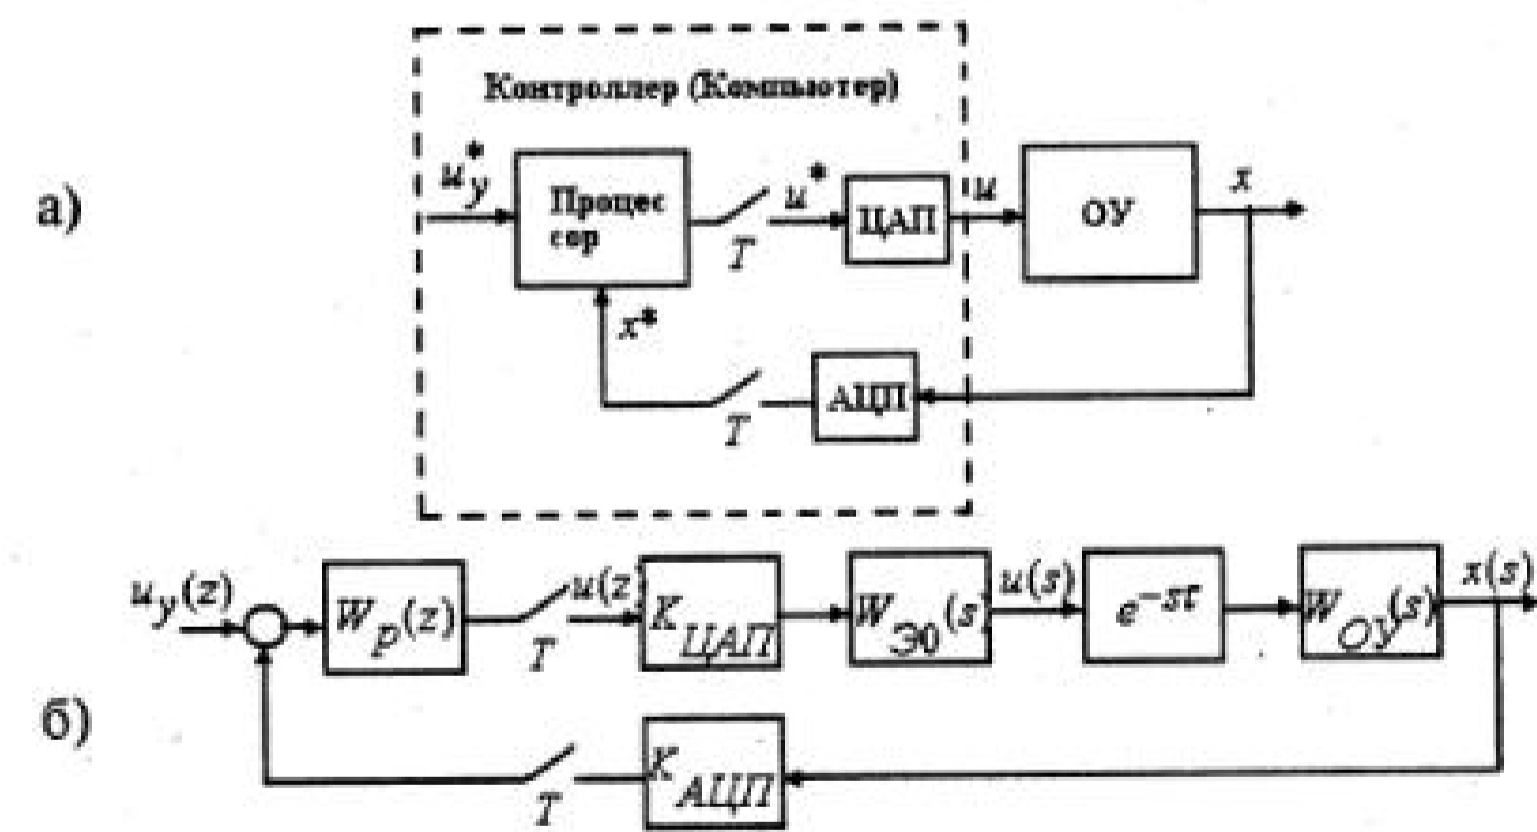 Контроллер (Компьютер)
а)
u*y
Процес
сор
T
u*
ЦАП
u
ОУ
x
x*
T
АЦП
б)
uy(z)
Wp(z)
T
u(z)
KЦАП
WЭ0(s)
u(s)
e^-sτ
WОУ(s)
x(s)
T
KАЦП